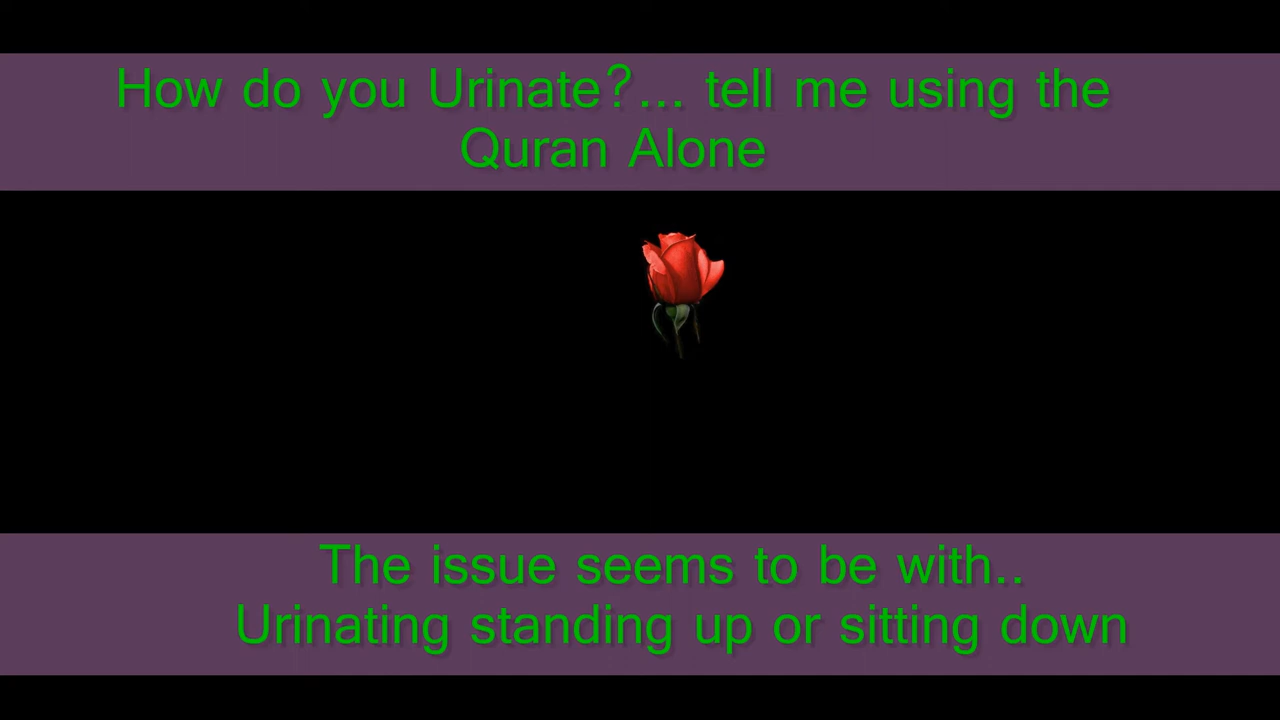 How do you Urinate?... tell me using the
Quran Alone
The issue seems to be with..
Urinating standing up or sitting down